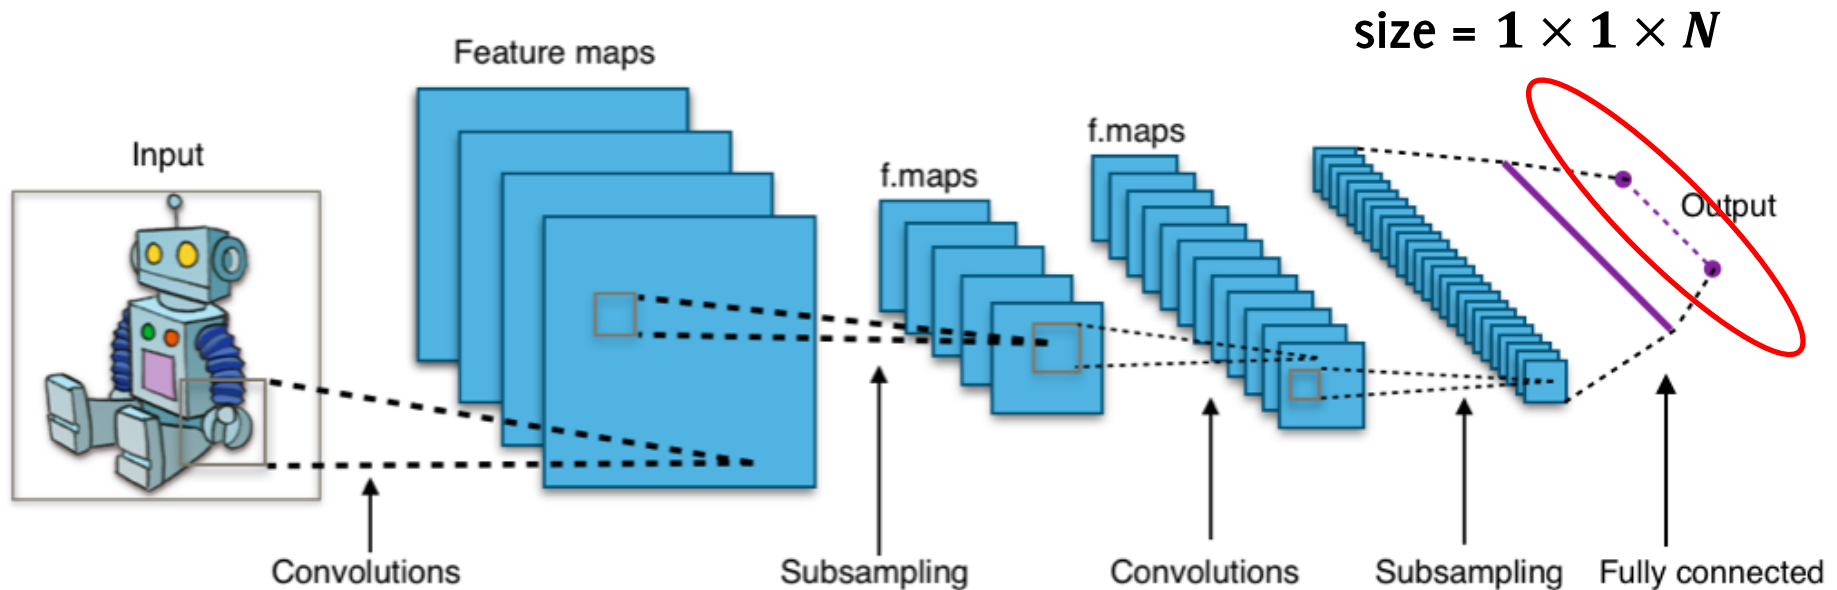 size = 1 × 1 × N
Feature maps
Input
f.maps
f.maps
Output
Convolutions
Subsampling
Convolutions
Subsampling
Fully connected